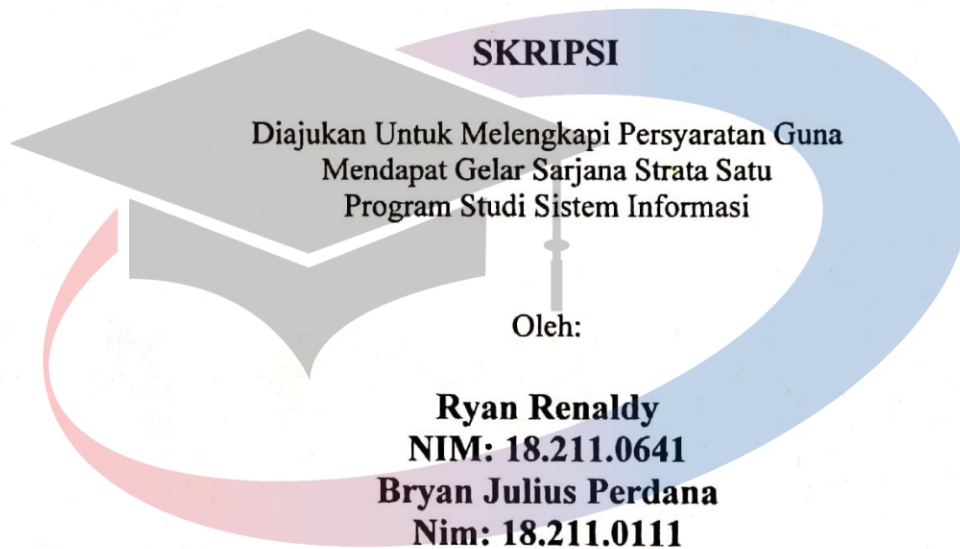 SKRIPSI
Diajukan Untuk Melengkapi Persyaratan Guna
Mendapat Gelar Sarjana Strata Satu
Program Studi Sistem Informasi
Oleh:
Ryan Renaldy
NIM: 18.211.0641
Bryan Julius Perdana
Nim: 18.211.0111